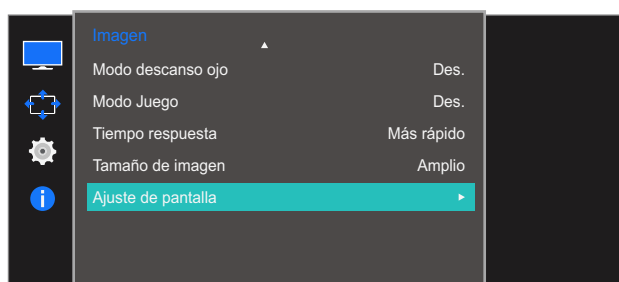 Imagen
Modo descanso ojo Des.
Modo Juego Des.
Tiempo respuesta Más rápido
Tamaño de imagen Amplio
Ajuste de pantalla